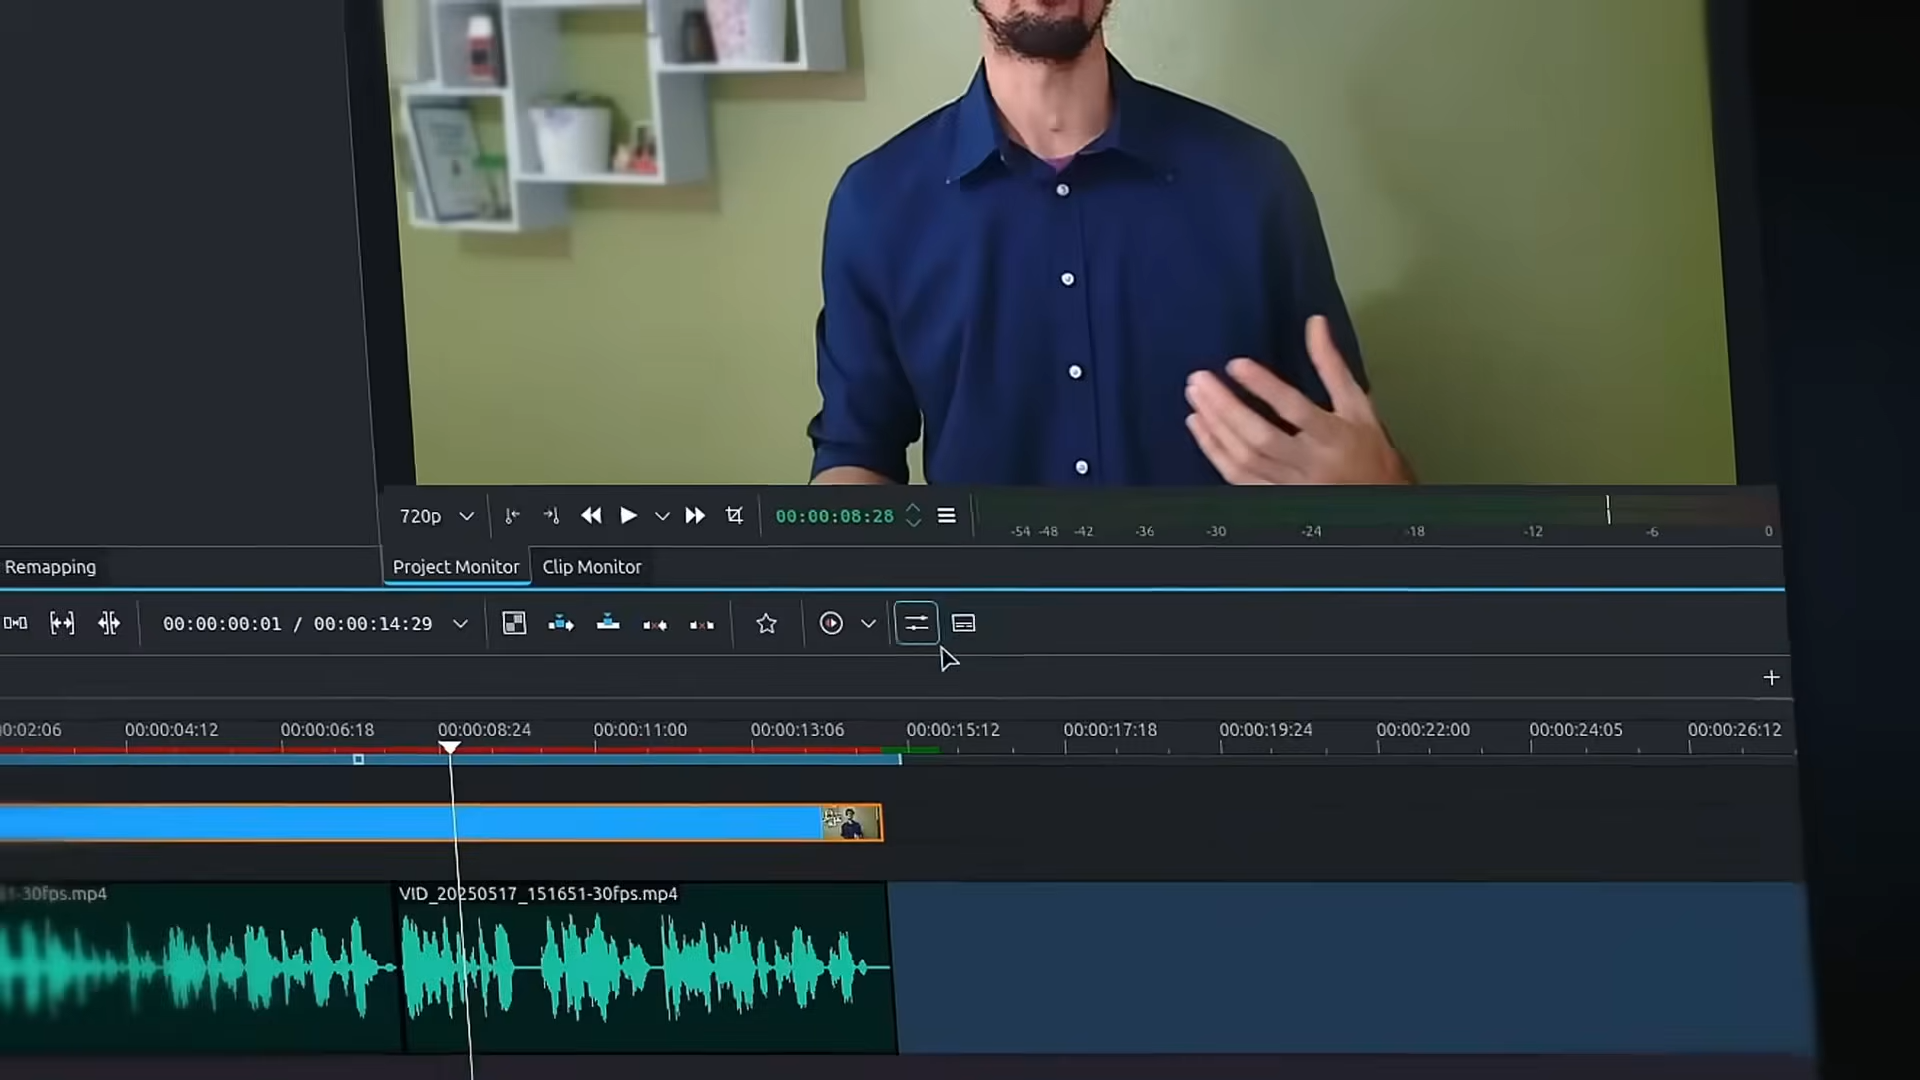 720p 00:00:08:28
-54 -48 -42 -36 -30 -24 -18 -12 -6 0
Remapping Project Monitor Clip Monitor
00:00:00:01 / 00:00:14:29
0:02:06 00:00:04:12 00:00:06:18 00:00:08:24 00:00:11:00 00:00:13:06 00:00:15:12 00:00:17:18 00:00:19:24 00:00:22:00 00:00:24:05 00:00:26:12
1-30fps.mp4 VID_20250517_151651-30fps.mp4